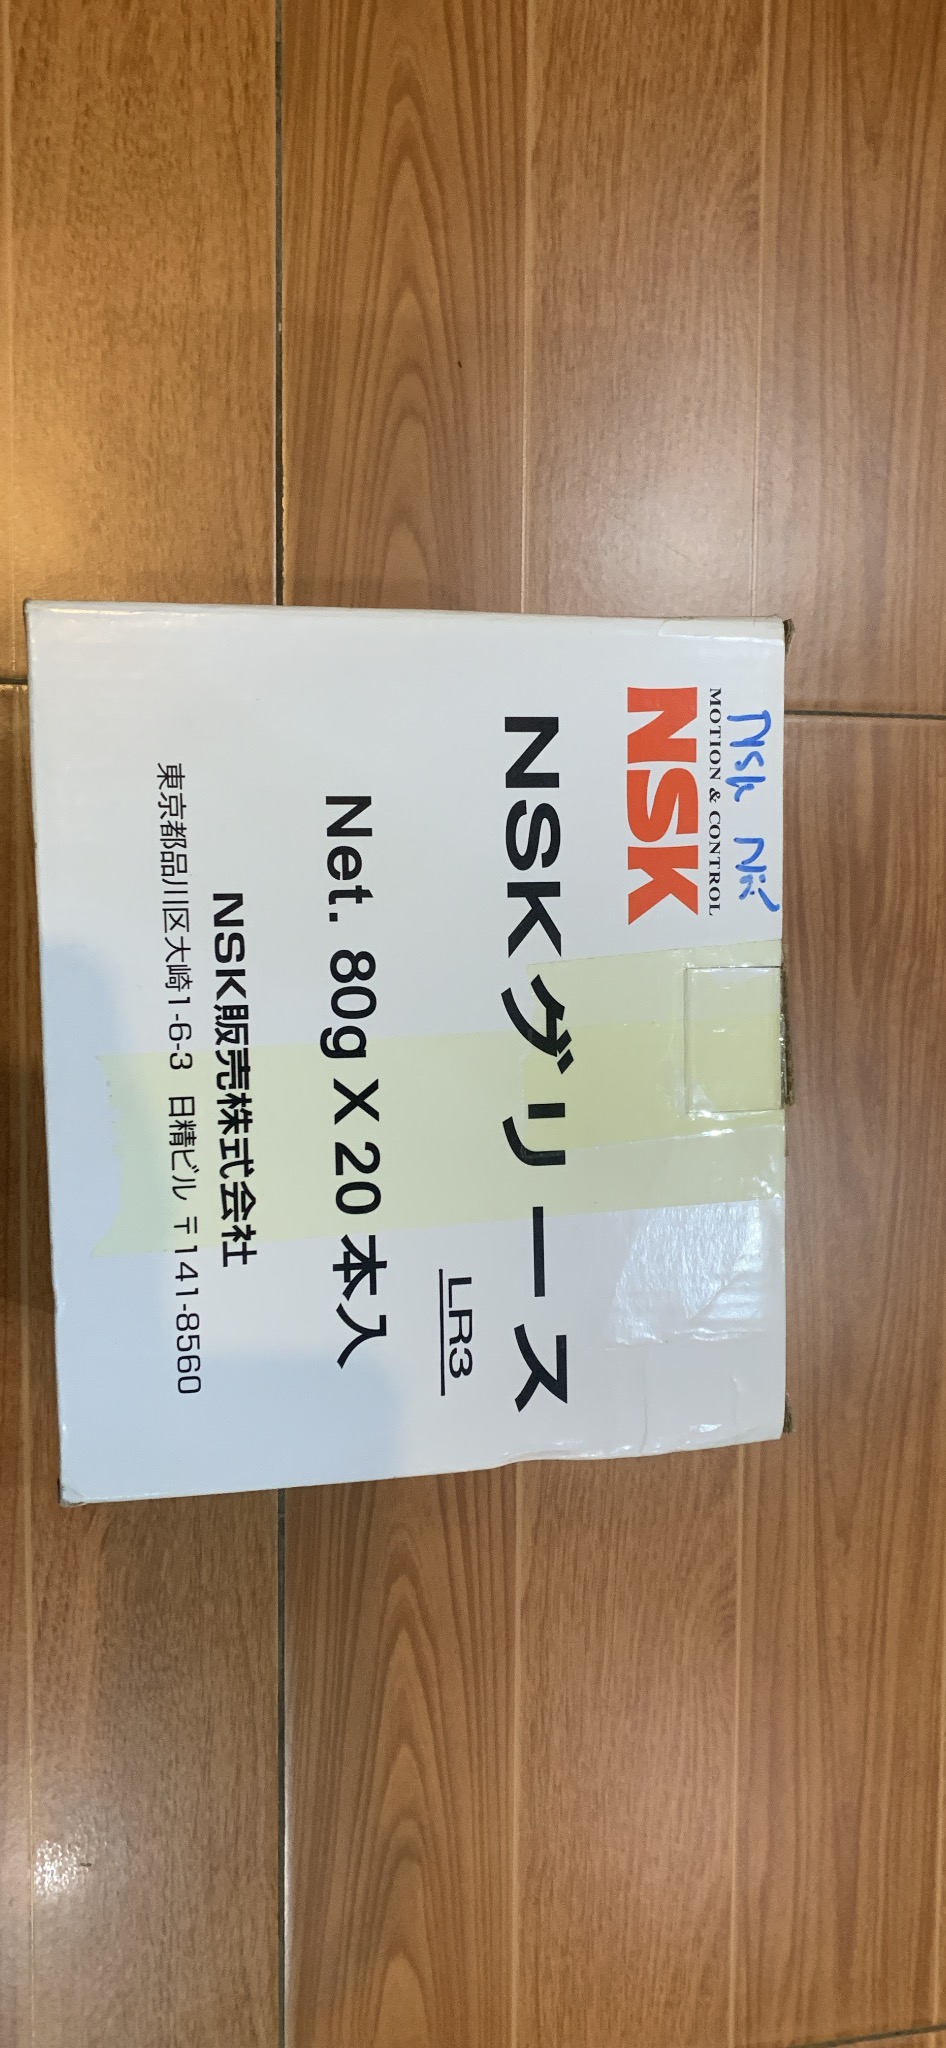 Nsk
MOTION & CONTROL
NSK
NSKグリース
LR3
Net. 80g X 20 本入
NSK販売株式会社
東京都品川区大崎1-6-3 日精ビル 〒141-8560